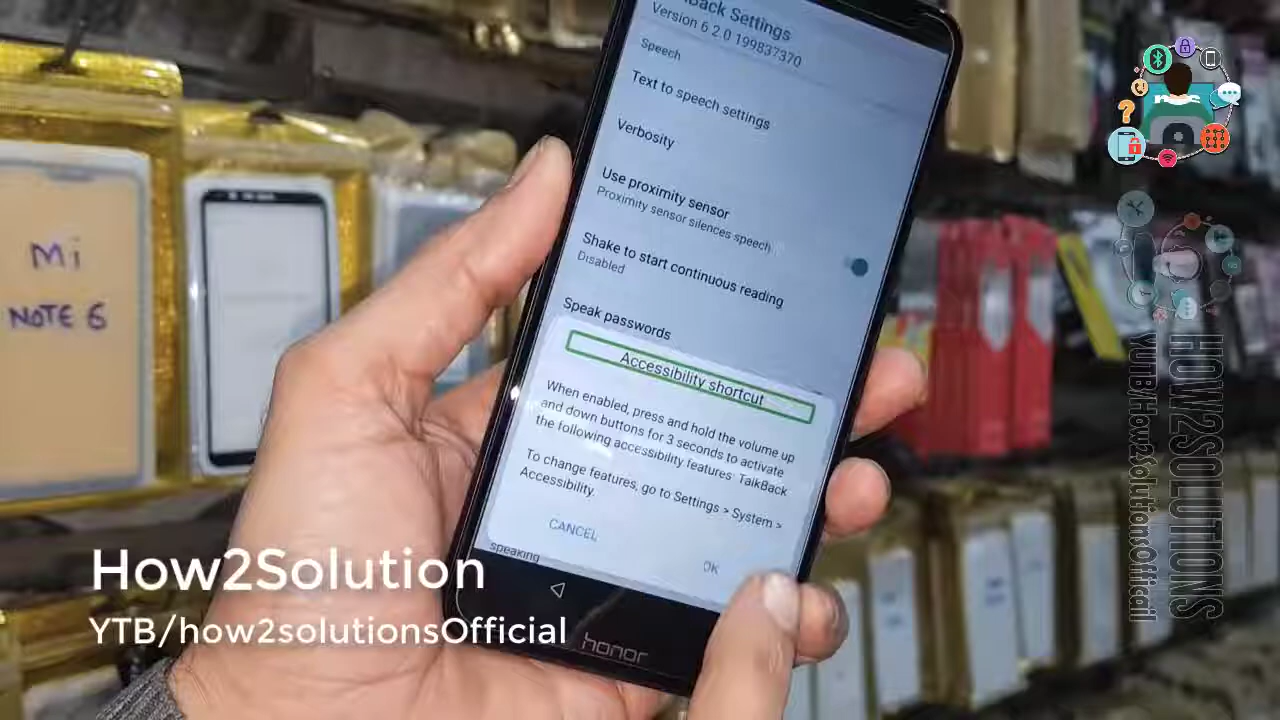 Back Settings
Version 6.2.0.199837370
Speech
Text to speech settings
Verbosity
Use proximity sensor
Proximity sensor silences speech
Shake to start continuous reading
Disabled
Speak passwords
Accessibility shortcut
When enabled, press and hold the volume up
and down buttons for 3 seconds to activate
the following accessibility features: TalkBack
To change features, go to Settings > System >
Accessibility.
CANCEL
OK
speaking
honor
Mi
NOTE 6
How2Solution
YTB/how2solutionsOfficial
HOW2SOLUTIONS